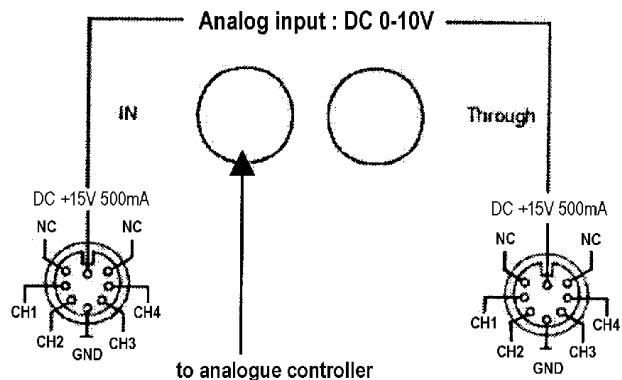 Analog input : DC 0-10V
IN
Through
DC +15V 500mA
NC NC
CH1 CH4
CH2 CH3
GND
DC +15V 500mA
NC NC
CH1 CH4
CH2 CH3
GND
to analogue controller